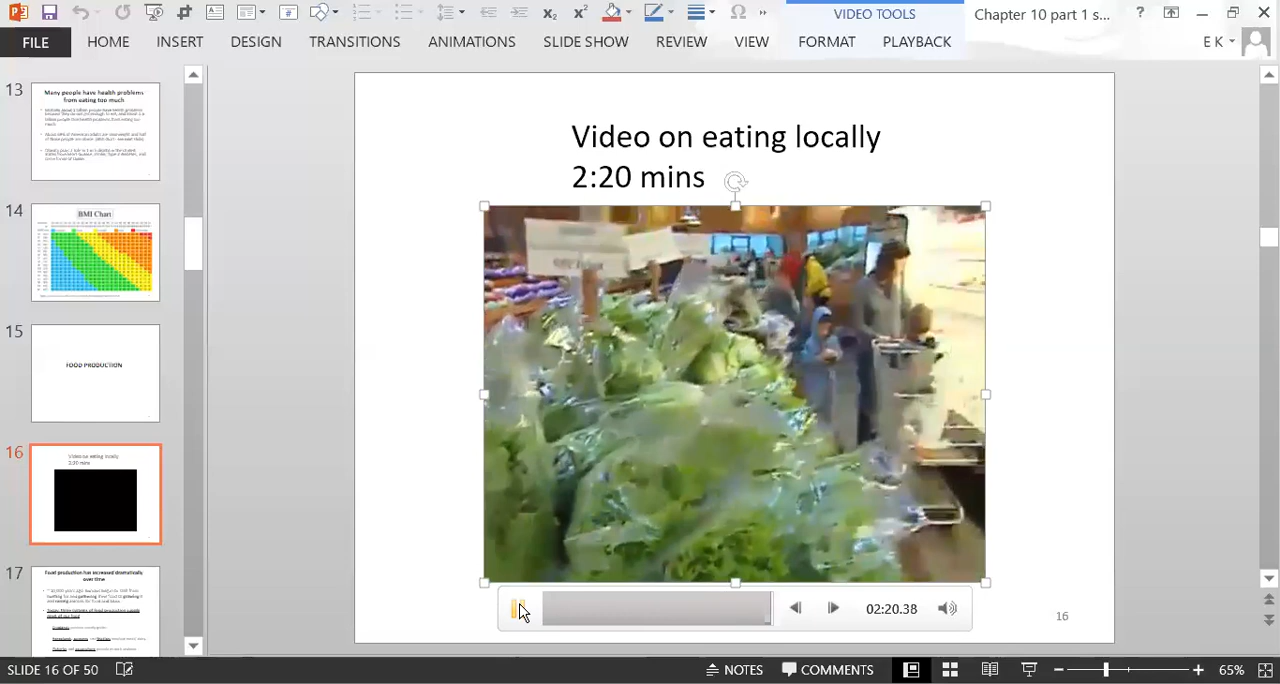 VIDEO TOOLS
Chapter 10 part 1 s...
?
FILE
HOME
INSERT
DESIGN
TRANSITIONS
ANIMATIONS
SLIDE SHOW
REVIEW
VIEW
FORMAT
PLAYBACK
E K
13
Many people have health problems
from eating too much
14
BMI Chart
15
FOOD PRODUCTION
16
Video on eating locally
2:20 mins
17
Food production has increased dramatically
over time
Video on eating locally
2:20 mins
02:20.38
16
SLIDE 16 OF 50
NOTES
COMMENTS
65%